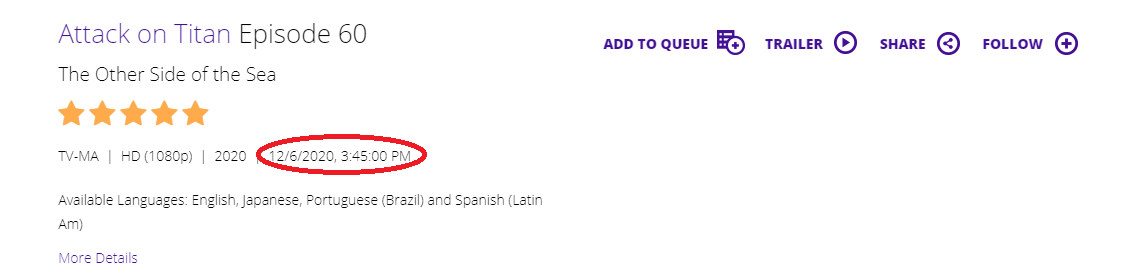 Attack on Titan Episode 60
ADD TO QUEUE TRAILER SHARE FOLLOW
The Other Side of the Sea
TV-MA | HD (1080p) | 2020 | 12/6/2020, 3:45:00 PM
Available Languages: English, Japanese, Portuguese (Brazil) and Spanish (Latin
Am)
More Details